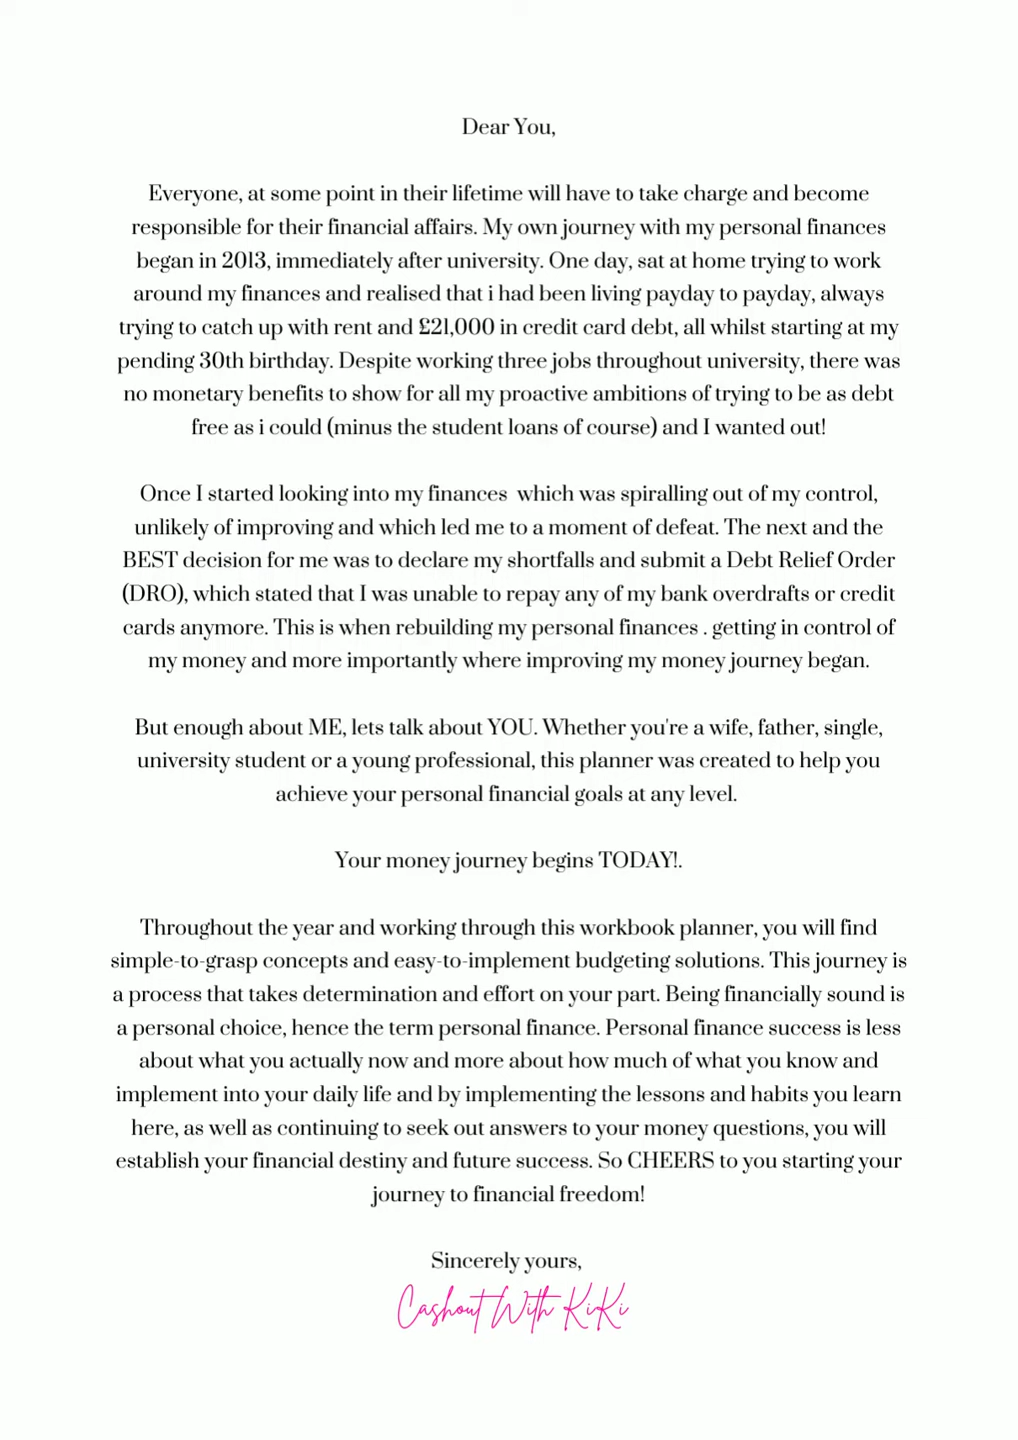 Dear You,
Everyone, at some point in their lifetime will have to take charge and become
responsible for their financial affairs. My own journey with my personal finances
began in 2013, immediately after university. One day, sat at home trying to work
around my finances and realised that i had been living payday to payday, always
trying to catch up with rent and £21,000 in credit card debt, all whilst starting at my
pending 30th birthday. Despite working three jobs throughout university, there was
no monetary benefits to show for all my proactive ambitions of trying to be as debt
free as i could (minus the student loans of course) and I wanted out!
Once I started looking into my finances  which was spiralling out of my control,
unlikely of improving and which led me to a moment of defeat. The next and the
BEST decision for me was to declare my shortfalls and submit a Debt Relief Order
(DRO), which stated that I was unable to repay any of my bank overdrafts or credit
cards anymore. This is when rebuilding my personal finances . getting in control of
my money and more importantly where improving my money journey began.
But enough about ME, lets talk about YOU. Whether you're a wife, father, single,
university student or a young professional, this planner was created to help you
achieve your personal financial goals at any level.
Your money journey begins TODAY!.
Throughout the year and working through this workbook planner, you will find
simple-to-grasp concepts and easy-to-implement budgeting solutions. This journey is
a process that takes determination and effort on your part. Being financially sound is
a personal choice, hence the term personal finance. Personal finance success is less
about what you actually now and more about how much of what you know and
implement into your daily life and by implementing the lessons and habits you learn
here, as well as continuing to seek out answers to your money questions, you will
establish your financial destiny and future success. So CHEERS to you starting your
journey to financial freedom!
Sincerely yours,
Cashout With KiKi